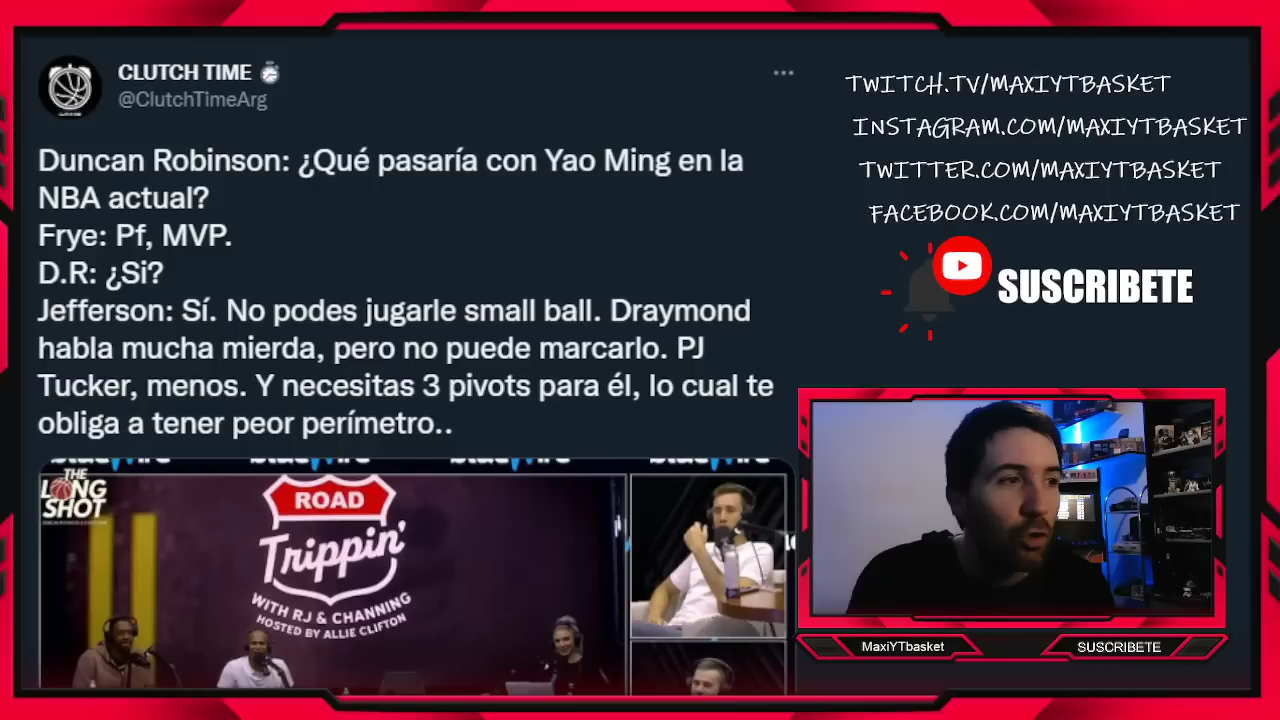 CLUTCH TIME
@ClutchTimeArg
Duncan Robinson: ¿Qué pasaría con Yao Ming en la
NBA actual?
Frye: Pf, MVP.
D.R: ¿Si?
Jefferson: Sí. No podes jugarle small ball. Draymond
habla mucha mierda, pero no puede marcarlo. PJ
Tucker, menos. Y necesitas 3 pivots para él, lo cual te
obliga a tener peor perímetro..
THE
LONG
SHOT
ROAD
Trippin'
WITH RJ & CHANNING
HOSTED BY ALLIE CLIFTON
TWITCH.TV/MAXIYTBASKET
INSTAGRAM.COM/MAXIYTBASKET
TWITTER.COM/MAXIYTBASKET
FACEBOOK.COM/MAXIYTBASKET
SUSCRIBETE
MaxiYTbasket
SUSCRIBETE